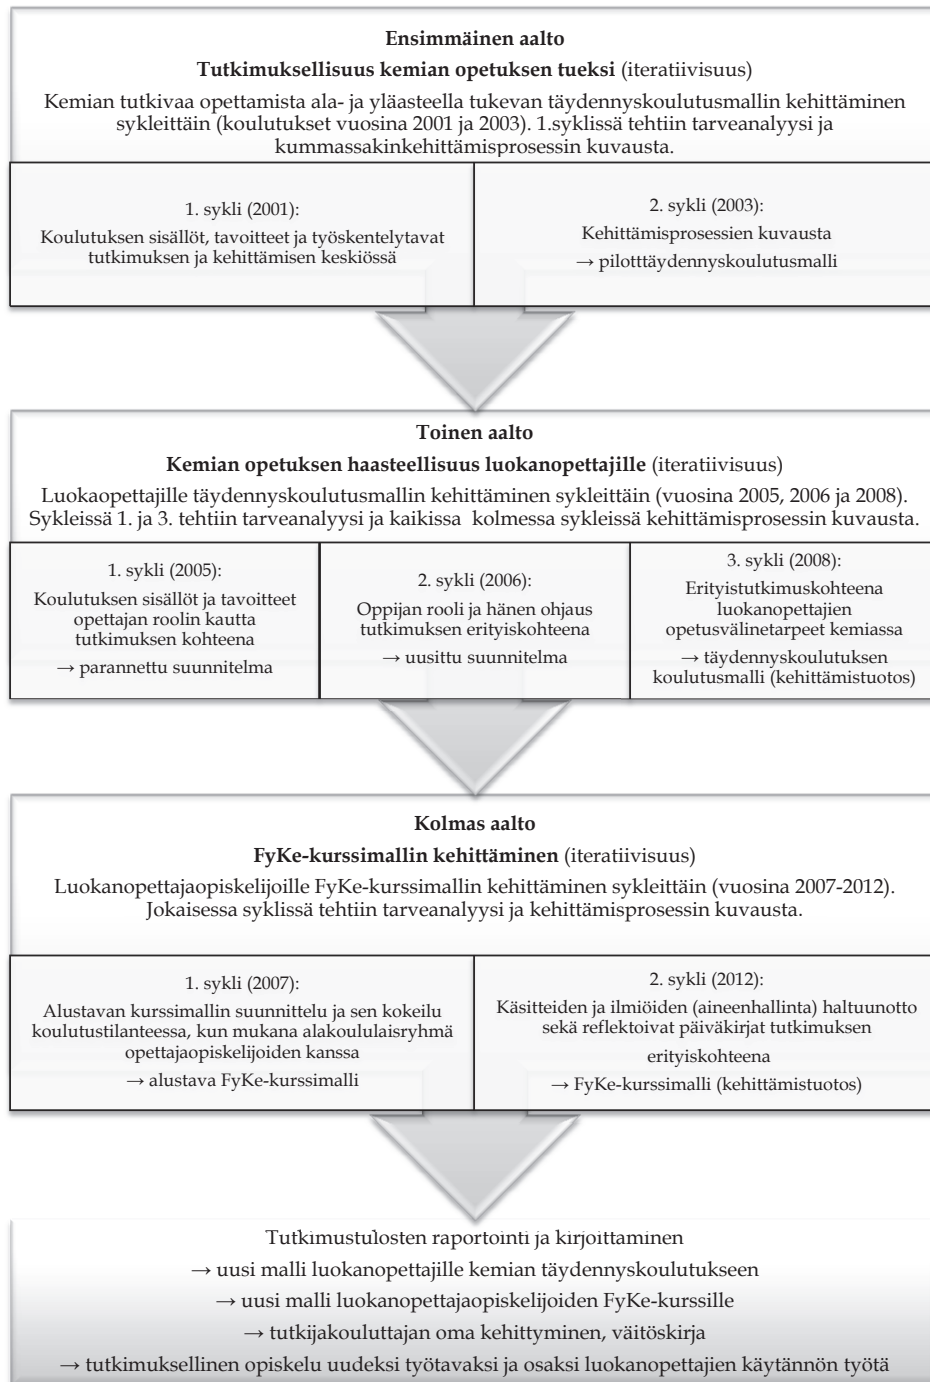 Ensimmäinen aalto
Tutkimuksellisuus kemian opetuksen tueksi (iteratiivisuus)
Kemian tutkivaa opettamista ala- ja yläasteella tukevan täydennyskoulutusmallin kehittäminen
sykleittäin (koulutukset vuosina 2001 ja 2003). 1.syklissä tehtiin tarveanalyysi ja
kummassakinkehittämisprosessin kuvausta.
1. sykli (2001):
Koulutuksen sisällöt, tavoitteet ja työskentelytavat
tutkimuksen ja kehittämisen keskiössä
2. sykli (2003):
Kehittämisprosessien kuvausta
→ pilotttäydennyskoulutusmalli
Toinen aalto
Kemian opetuksen haasteellisuus luokanopettajille (iteratiivisuus)
Luokaopettajille täydennyskoulutusmallin kehittäminen sykleittäin (vuosina 2005, 2006 ja 2008).
Sykleissä 1. ja 3. tehtiin tarveanalyysi ja kaikissa kolmessa sykleissä kehittämisprosessin kuvausta.
1. sykli (2005):
Koulutuksen sisällöt ja tavoitteet
opettajan roolin kautta
tutkimuksen kohteena
→ parannettu suunnitelma
2. sykli (2006):
Oppijan rooli ja hänen ohjaus
tutkimuksen erityiskohteena
→ uusittu suunnitelma
3. sykli (2008):
Erityistutkimuskohteena
luokanopettajien
opetusvälinetarpeet kemiassa
→ täydennyskoulutuksen
koulutusmalli (kehittämistuotos)
Kolmas aalto
FyKe-kurssimallin kehittäminen (iteratiivisuus)
Luokanopettajaopiskelijoille FyKe-kurssimallin kehittäminen sykleittäin (vuosina 2007-2012).
Jokaisessa syklissä tehtiin tarveanalyysi ja kehittämisprosessin kuvausta.
1. sykli (2007):
Alustavan kurssimallin suunnittelu ja sen kokeilu
koulutustilanteessa, kun mukana alakoululaisryhmä
opettajaopiskelijoiden kanssa
→ alustava FyKe-kurssimalli
2. sykli (2012):
Käsitteiden ja ilmiöiden (aineenhallinta) haltuunotto
sekä reflektoivat päiväkirjat tutkimuksen
erityiskohteena
→ FyKe-kurssimalli (kehittämistuotos)
Tutkimustulosten raportointi ja kirjoittaminen
→ uusi malli luokanopettajille kemian täydennyskoulutukseen
→ uusi malli luokanopettajaopiskelijoiden FyKe-kurssille
→ tutkijakouluttajan oma kehittyminen, väitöskirja
→ tutkimuksellinen opiskelu uudeksi työtavaksi ja osaksi luokanopettajien käytännön työtä